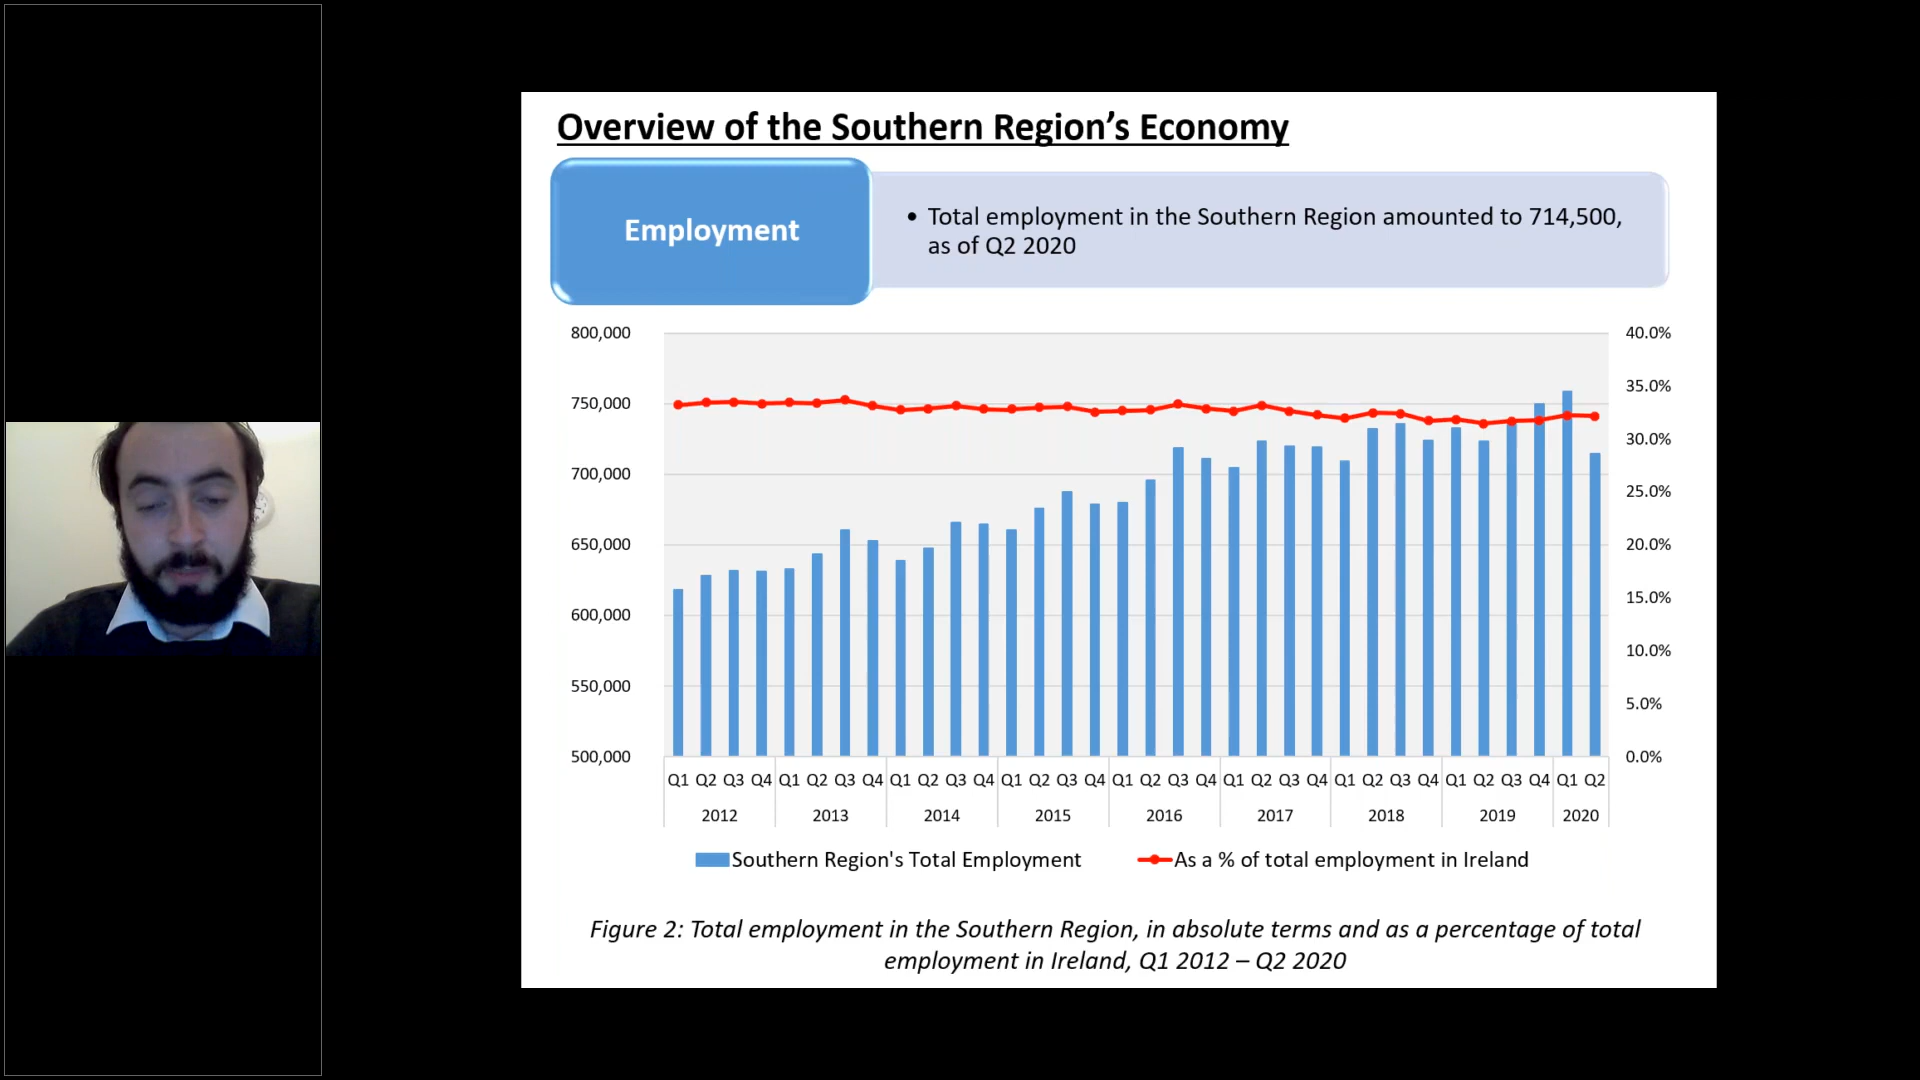 Overview of the Southern Region's Economy
Employment
• Total employment in the Southern Region amounted to 714,500,
as of Q2 2020
800,000
750,000
700,000
650,000
600,000
550,000
500,000
40.0%
35.0%
30.0%
25.0%
20.0%
15.0%
10.0%
5.0%
0.0%
Q1 Q2 Q3 Q4 Q1 Q2 Q3 Q4 Q1 Q2 Q3 Q4 Q1 Q2 Q3 Q4 Q1 Q2 Q3 Q4 Q1 Q2 Q3 Q4 Q1 Q2 Q3 Q4 Q1 Q2 Q3 Q4 Q1 Q2
2012 2013 2014 2015 2016 2017 2018 2019 2020
Southern Region's Total Employment As a % of total employment in Ireland
Figure 2: Total employment in the Southern Region, in absolute terms and as a percentage of total
employment in Ireland, Q1 2012 – Q2 2020